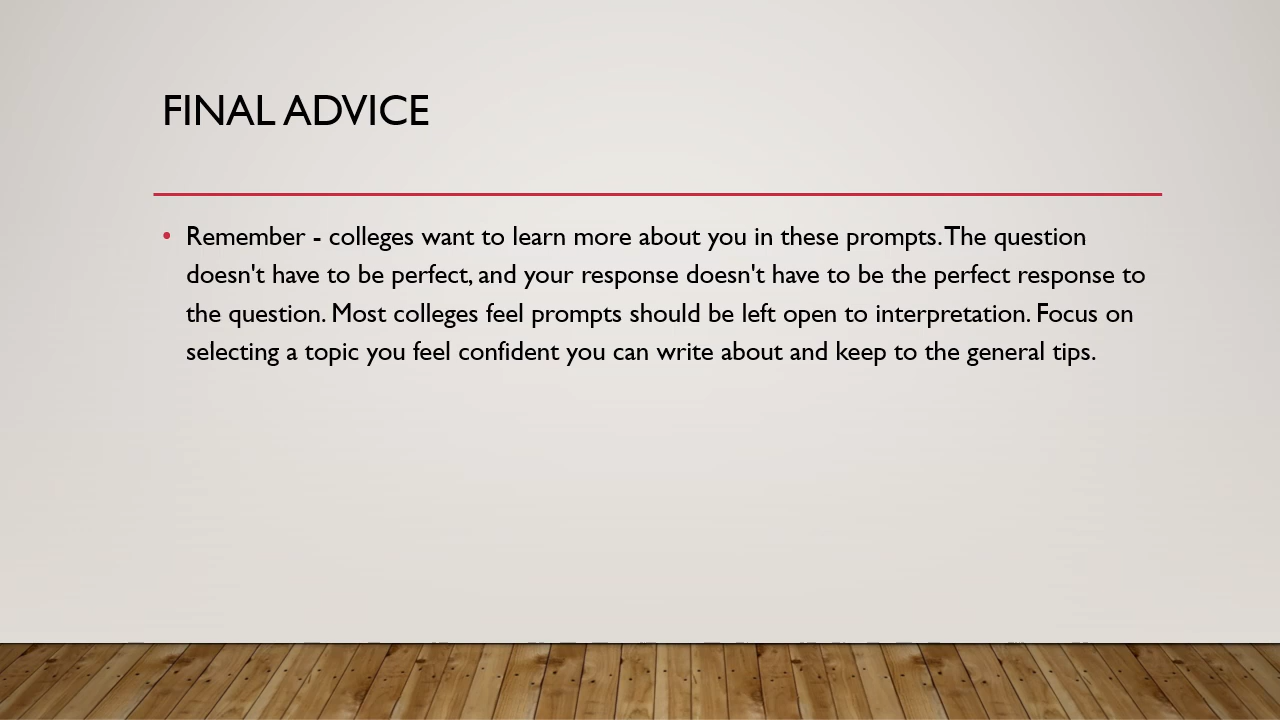 FINAL ADVICE
• Remember - colleges want to learn more about you in these prompts. The question
doesn't have to be perfect, and your response doesn't have to be the perfect response to
the question. Most colleges feel prompts should be left open to interpretation. Focus on
selecting a topic you feel confident you can write about and keep to the general tips.